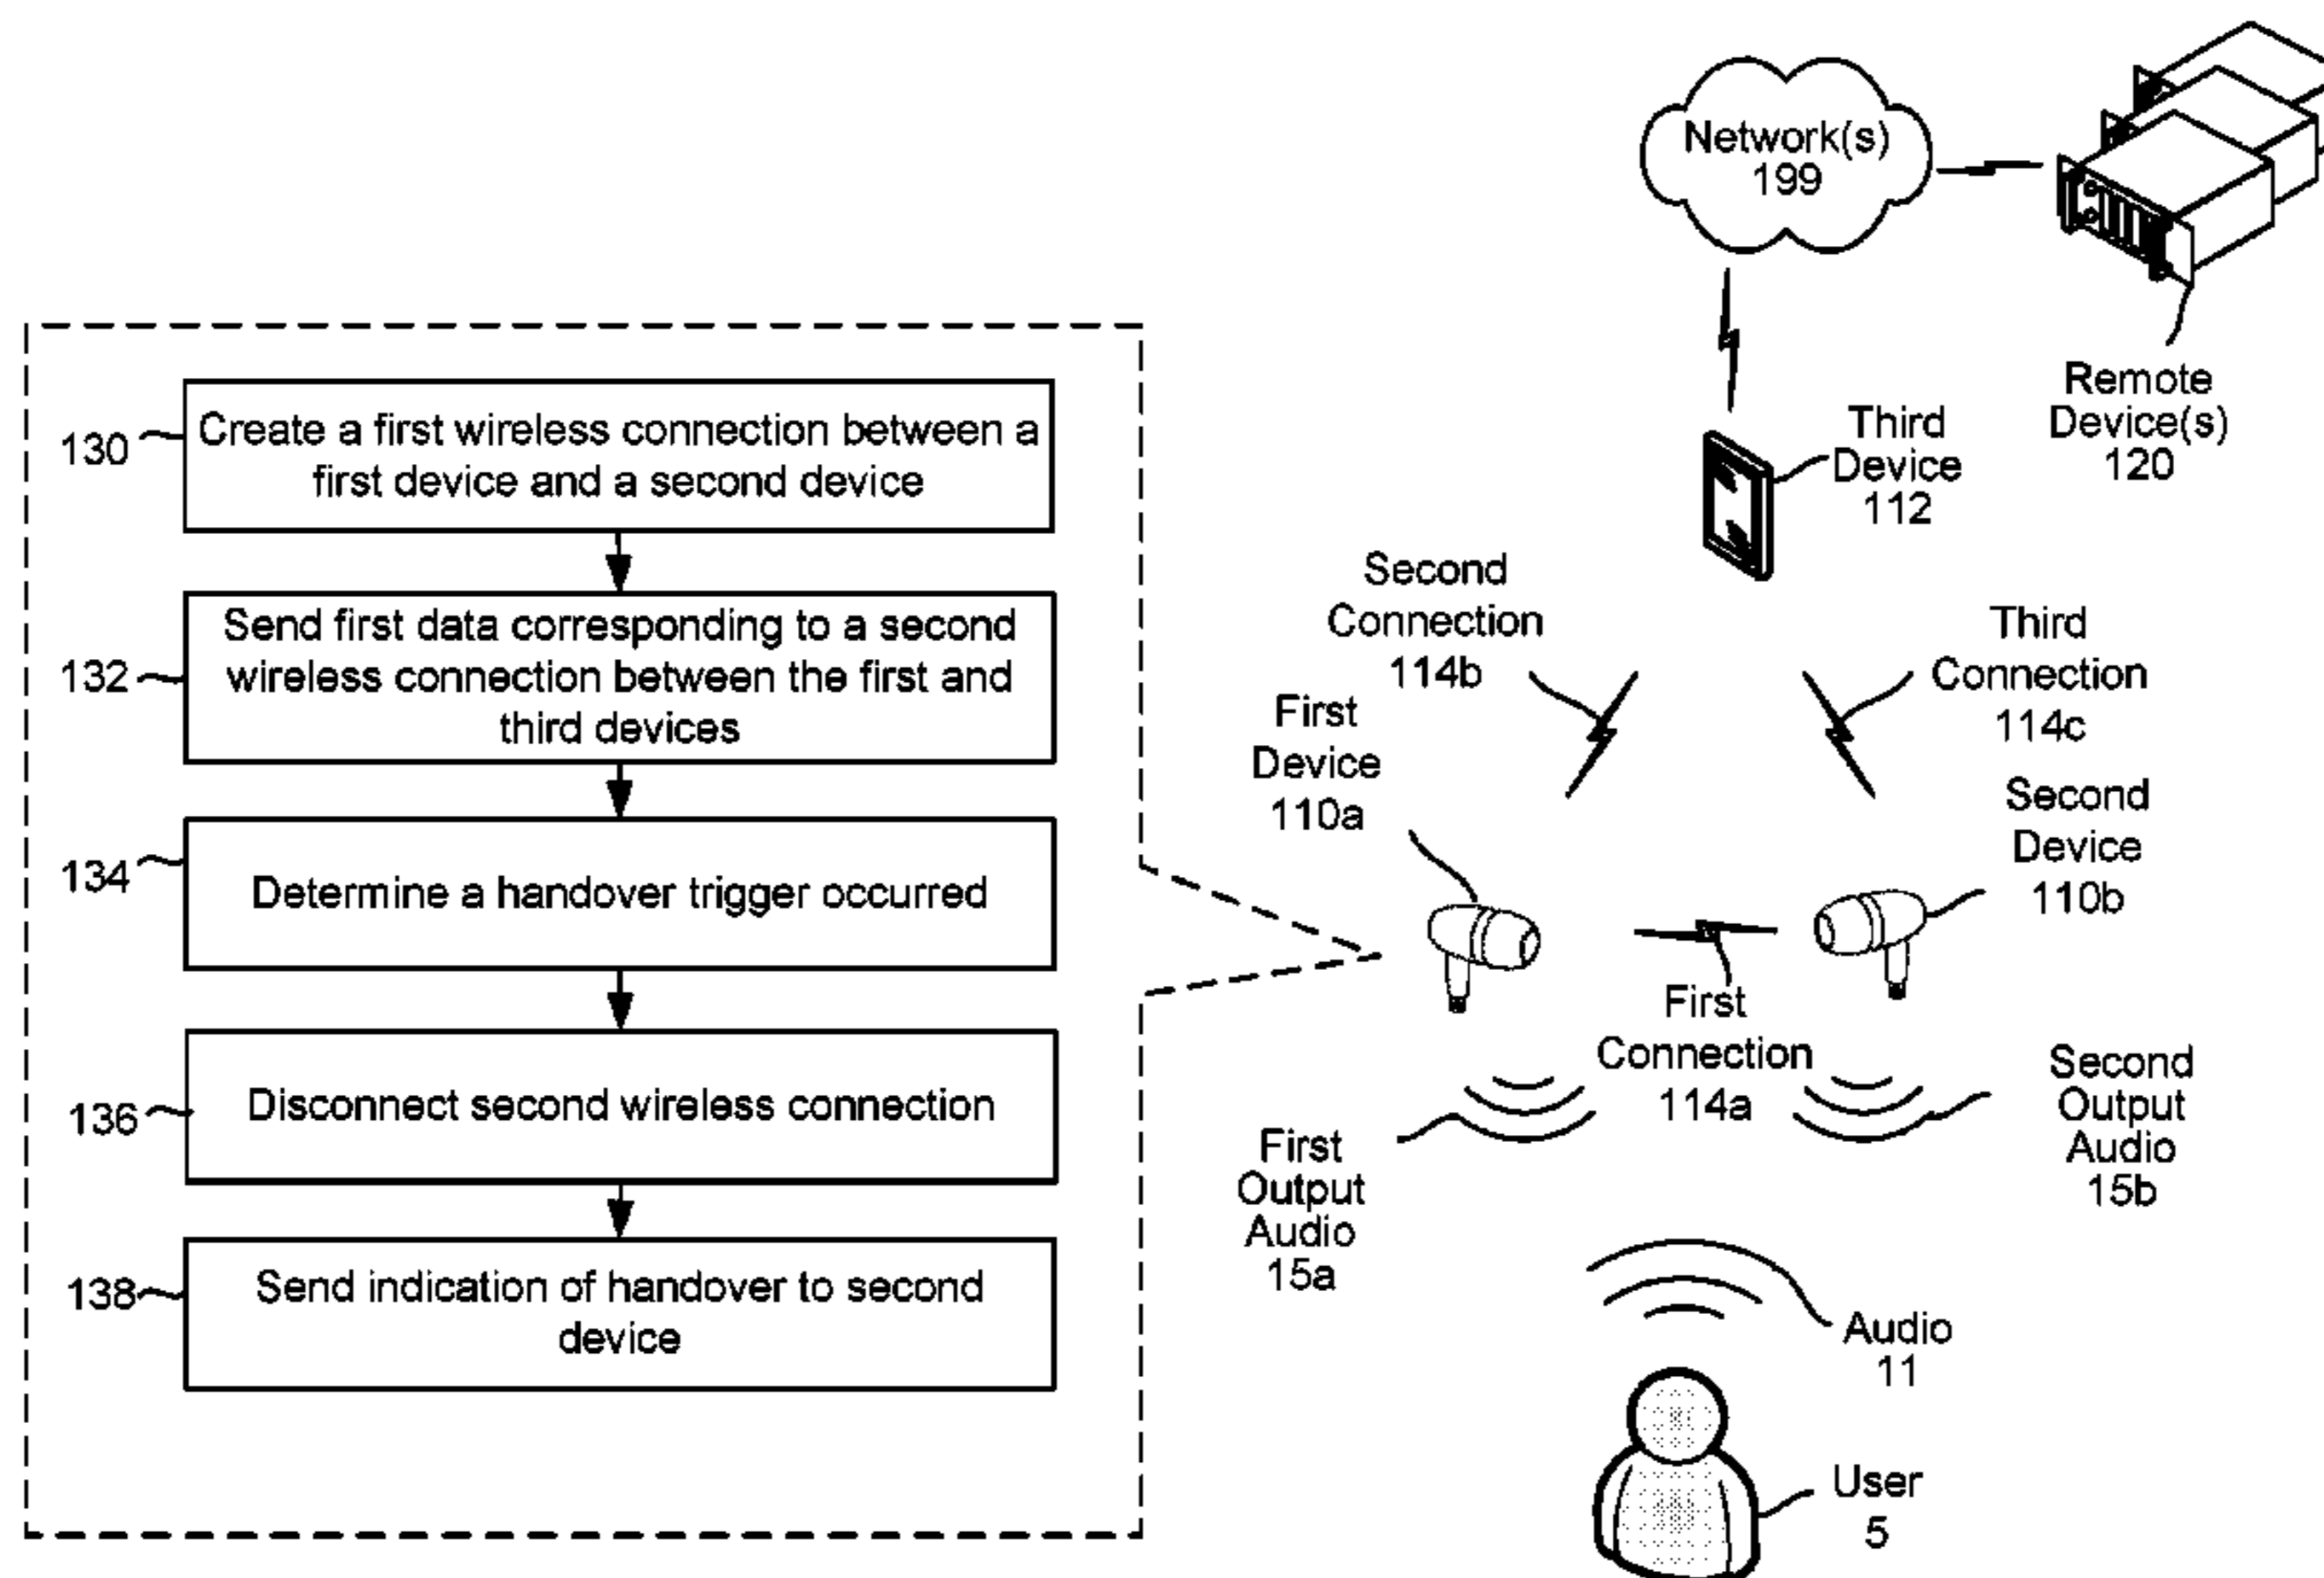 130
Create a first wireless connection between a
first device and a second device
132
Send first data corresponding to a second
wireless connection between the first and
third devices
134
Determine a handover trigger occurred
136
Disconnect second wireless connection
138
Send indication of handover to second
device
Network(s)
199
Remote
Device(s)
120
Third
Device
112
Second
Connection
114b
Third
Connection
114c
First
Device
110a
Second
Device
110b
First
Connection
114a
First
Output
Audio
15a
Second
Output
Audio
15b
Audio
11
User
5